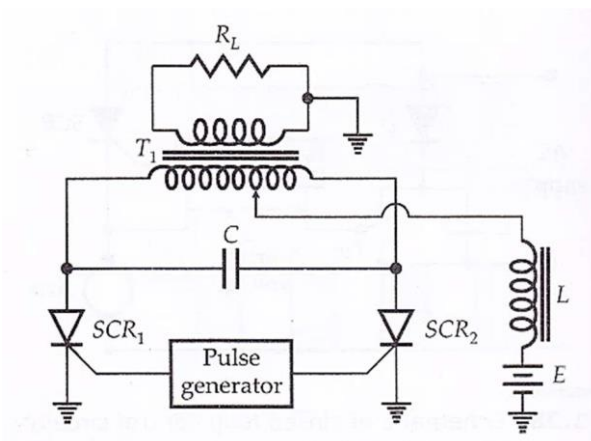 R_L
T_1
C
L
SCR_1
SCR_2
Pulse
generator
E